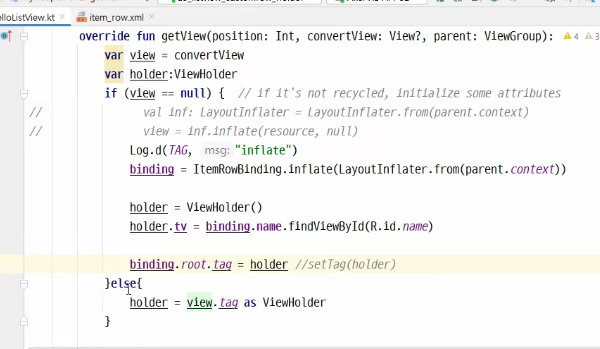 elloListView.kt × item_row.xml ×
override fun getView(position: Int, convertView: View?, parent: ViewGroup): 4 3
var view = convertView
var holder:ViewHolder
if (view == null) { // if it's not recycled, initialize some attributes
// val inf: LayoutInflater = LayoutInflater.from(parent.context)
// view = inf.inflate(resource, null)
Log.d(TAG, msg: "inflate")
binding = ItemRowBinding.inflate(LayoutInflater.from(parent.context))
holder = ViewHolder()
holder.tv = binding.name.findViewById(R.id.name)
binding.root.tag = holder //setTag(holder)
}else{
holder = view.tag as ViewHolder
}